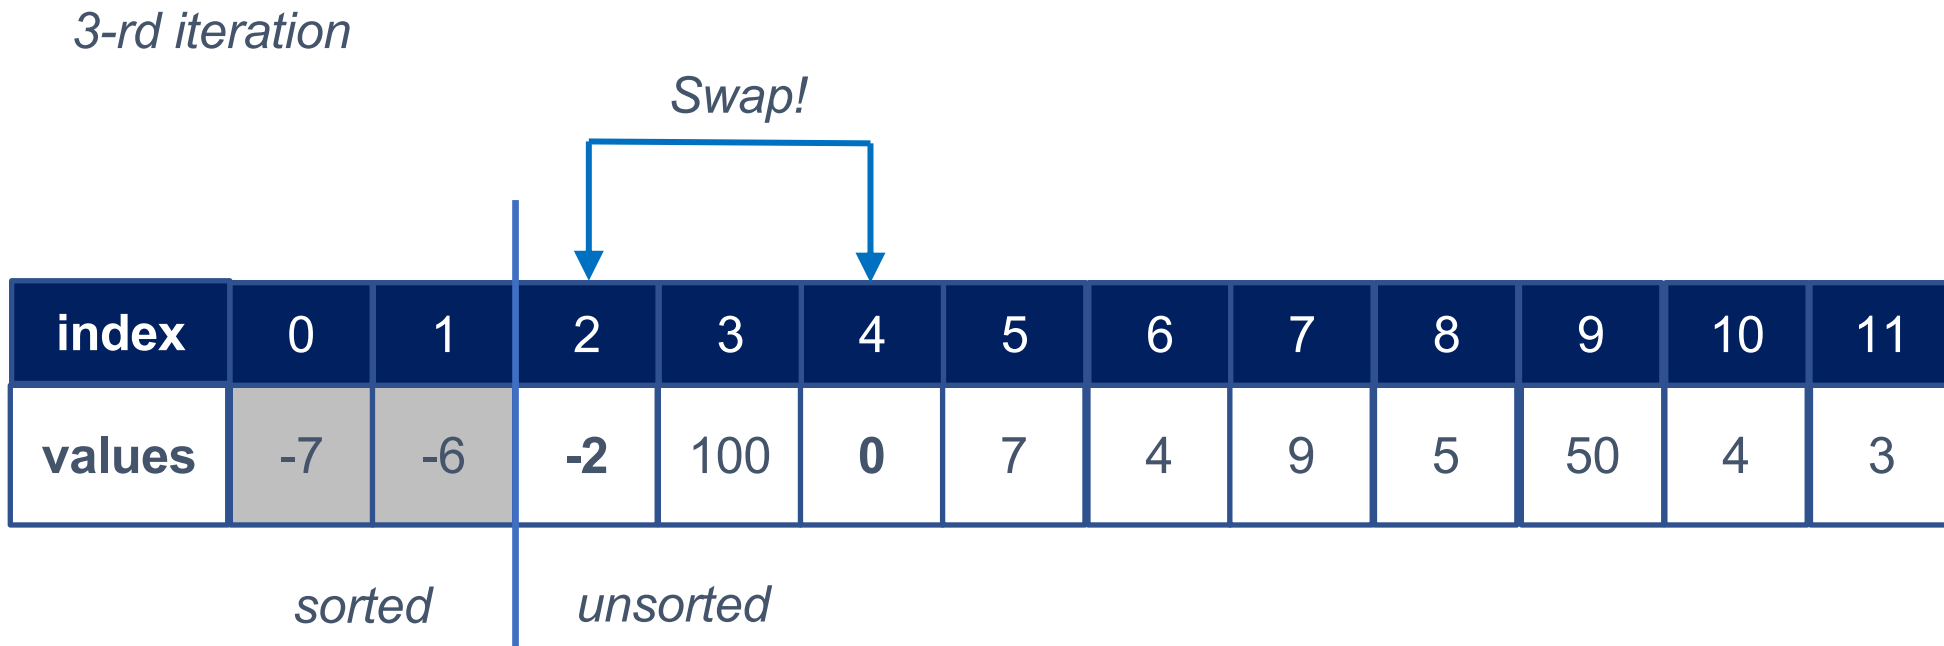 3-rd iteration
Swap!
index 0 1 2 3 4 5 6 7 8 9 10 11
values -7 -6 -2 100 0 7 4 9 5 50 4 3
sorted unsorted